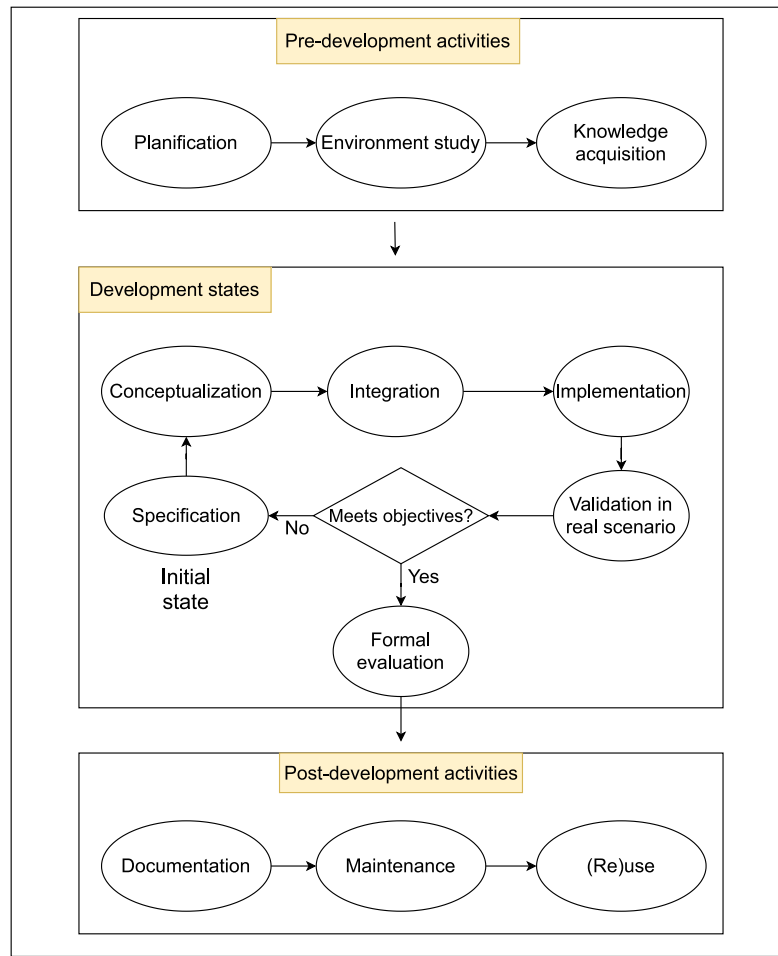 Pre-development activities
Planification
Environment study
Knowledge
acquisition
Development states
Conceptualization
Integration
Implementation
Specification
Meets objectives?
Validation in
real scenario
No
Yes
Initial
state
Formal
evaluation
Post-development activities
Documentation
Maintenance
(Re)use